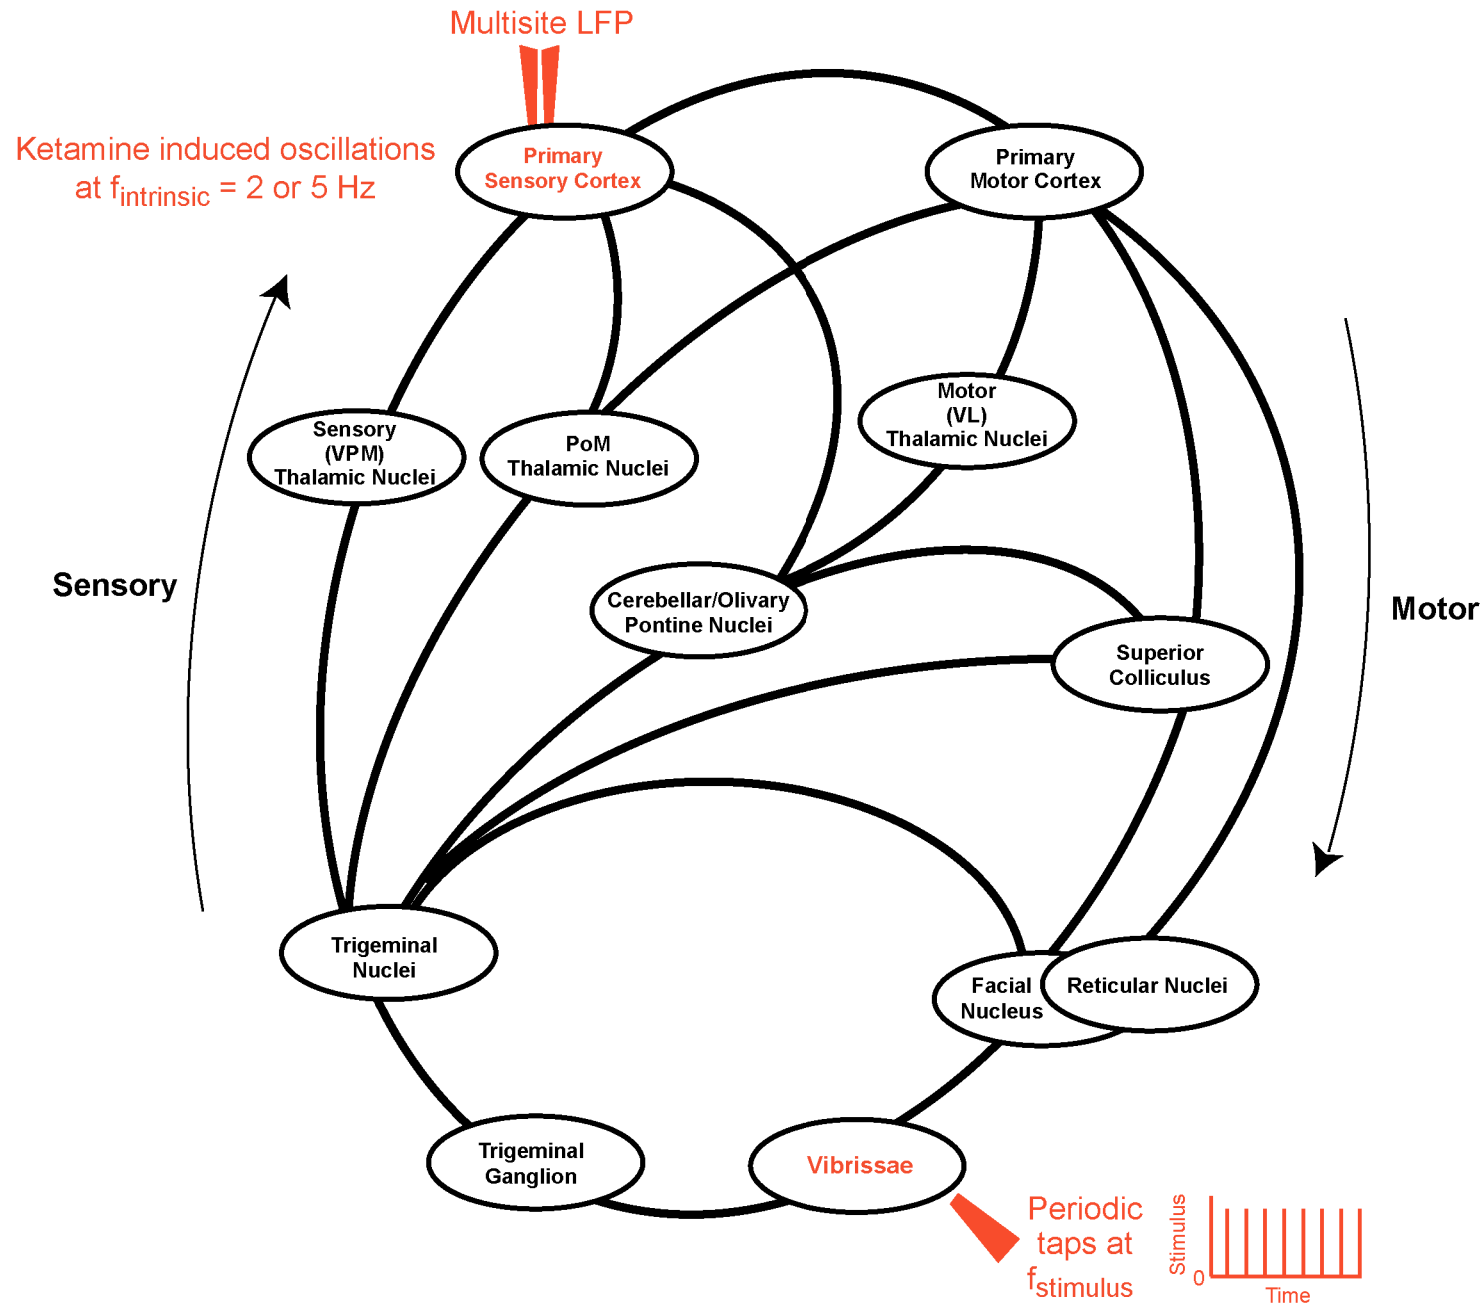 Multisite LFP
Ketamine induced oscillations
at fintrinsic = 2 or 5 Hz
Primary
Sensory Cortex
Primary
Motor Cortex
Sensory
(VPM)
Thalamic Nuclei
PoM
Thalamic Nuclei
Motor
(VL)
Thalamic Nuclei
Sensory
Cerebellar/Olivary
Pontine Nuclei
Motor
Superior
Colliculus
Trigeminal
Nuclei
Facial
Nucleus
Reticular Nuclei
Trigeminal
Ganglion
Vibrissae
Periodic
taps at
fstimulus
Stimulus
0
Time